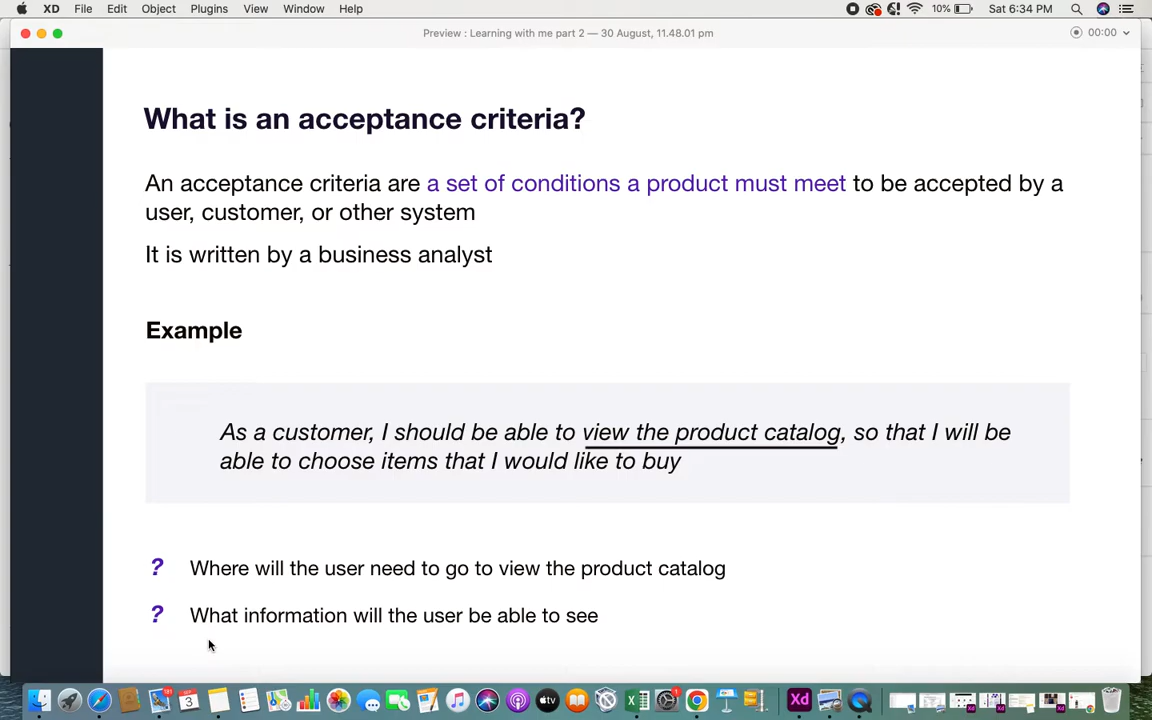 XD File Edit Object Plugins View Window Help 10% Sat 6:34 PM
Preview : Learning with me part 2 — 30 August, 11.48.01 pm 00:00
What is an acceptance criteria?
An acceptance criteria are a set of conditions a product must meet to be accepted by a
user, customer, or other system
It is written by a business analyst
Example
As a customer, I should be able to view the product catalog, so that I will be
able to choose items that I would like to buy
? Where will the user need to go to view the product catalog
? What information will the user be able to see